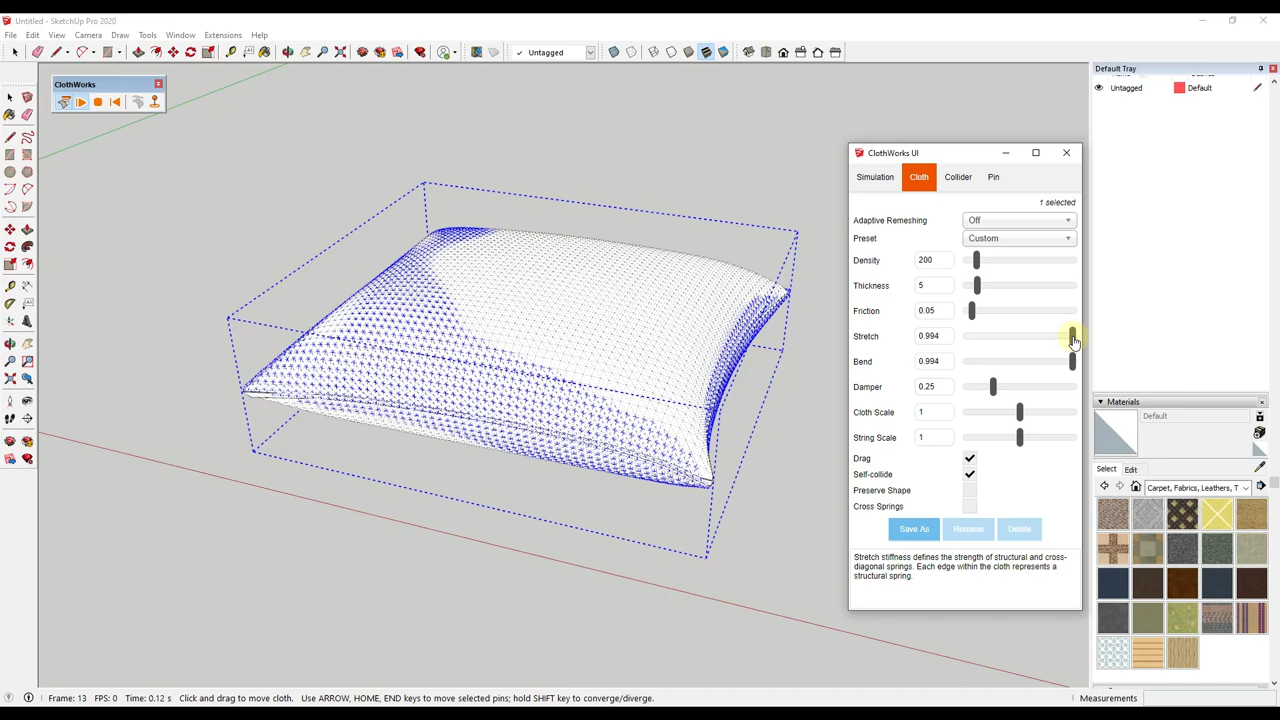 Untitled - SketchUp Pro 2020
File Edit View Camera Draw Tools Window Extensions Help
Untagged
ClothWorks
Default Tray
Untagged Default
ClothWorks UI
Simulation Cloth Collider Pin
1 selected
Adaptive Remeshing Off
Preset Custom
Density 200
Thickness 5
Friction 0.05
Stretch 0.994
Bend 0.994
Damper 0.25
Cloth Scale 1
String Scale 1
Drag
Self-collide
Preserve Shape
Cross Springs
Save As Rename Delete
Stretch stiffness defines the strength of structural and cross-
diagonal springs. Each edge within the cloth represents a
structural spring.
Materials
Default
Select Edit
Carpet, Fabrics, Leathers, T
Frame: 13 FPS: 0 Time: 0.12 s Click and drag to move cloth. Use ARROW, HOME, END keys to move selected pins; hold SHIFT key to converge/diverge.
Measurements